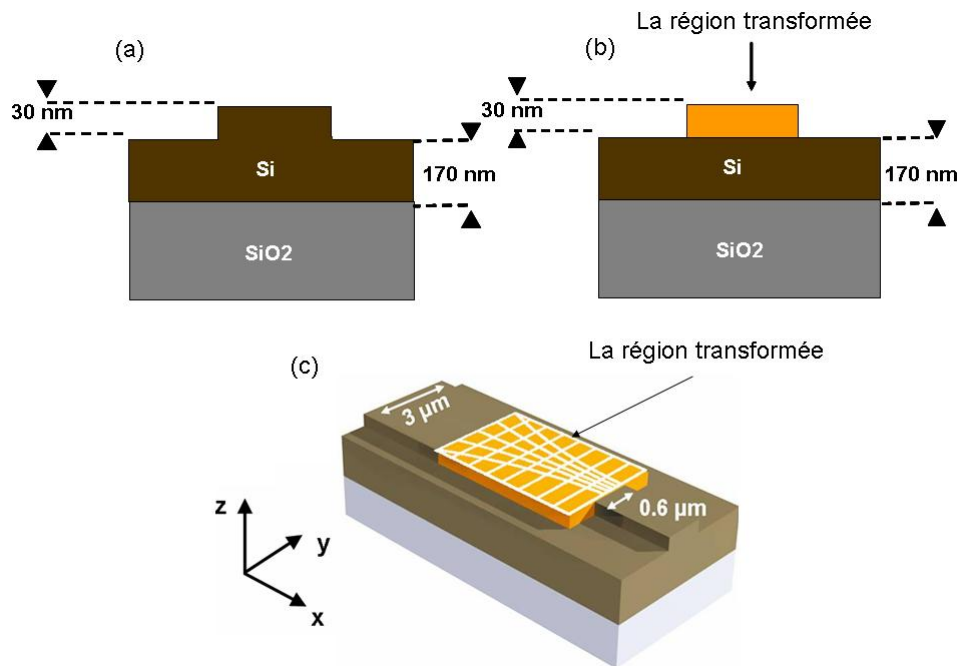 (a)
30 nm
Si
170 nm
SiO2
La région transformée
(b)
30 nm
Si
170 nm
SiO2
(c)
La région transformée
3 µm
0.6 µm
z
y
x